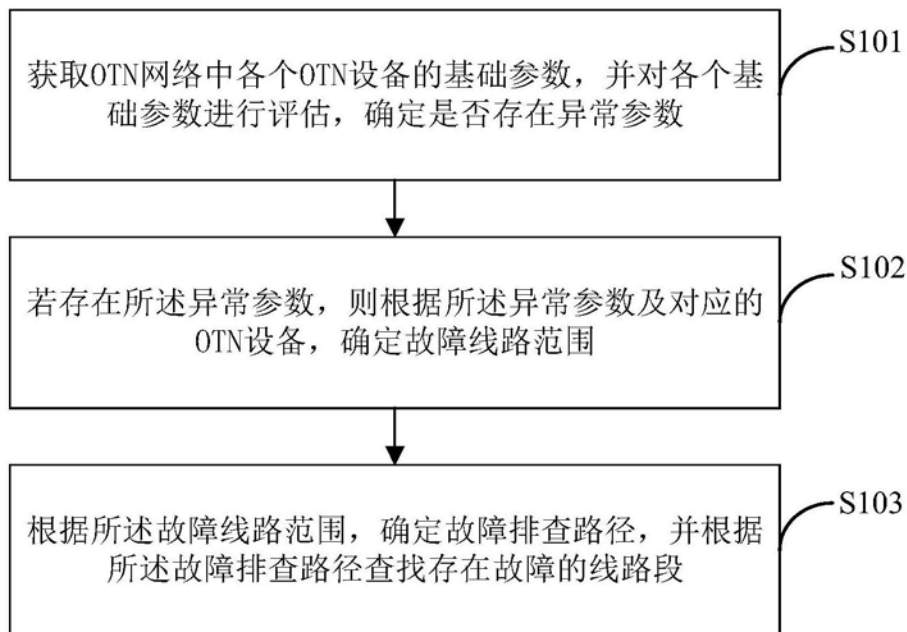 S101
获取OTN网络中各个OTN设备的基础参数，并对各个基
础参数进行评估，确定是否存在异常参数
S102
若存在所述异常参数，则根据所述异常参数及对应的
OTN设备，确定故障线路范围
S103
根据所述故障线路范围，确定故障排查路径，并根据
所述故障排查路径查找存在故障的线路段